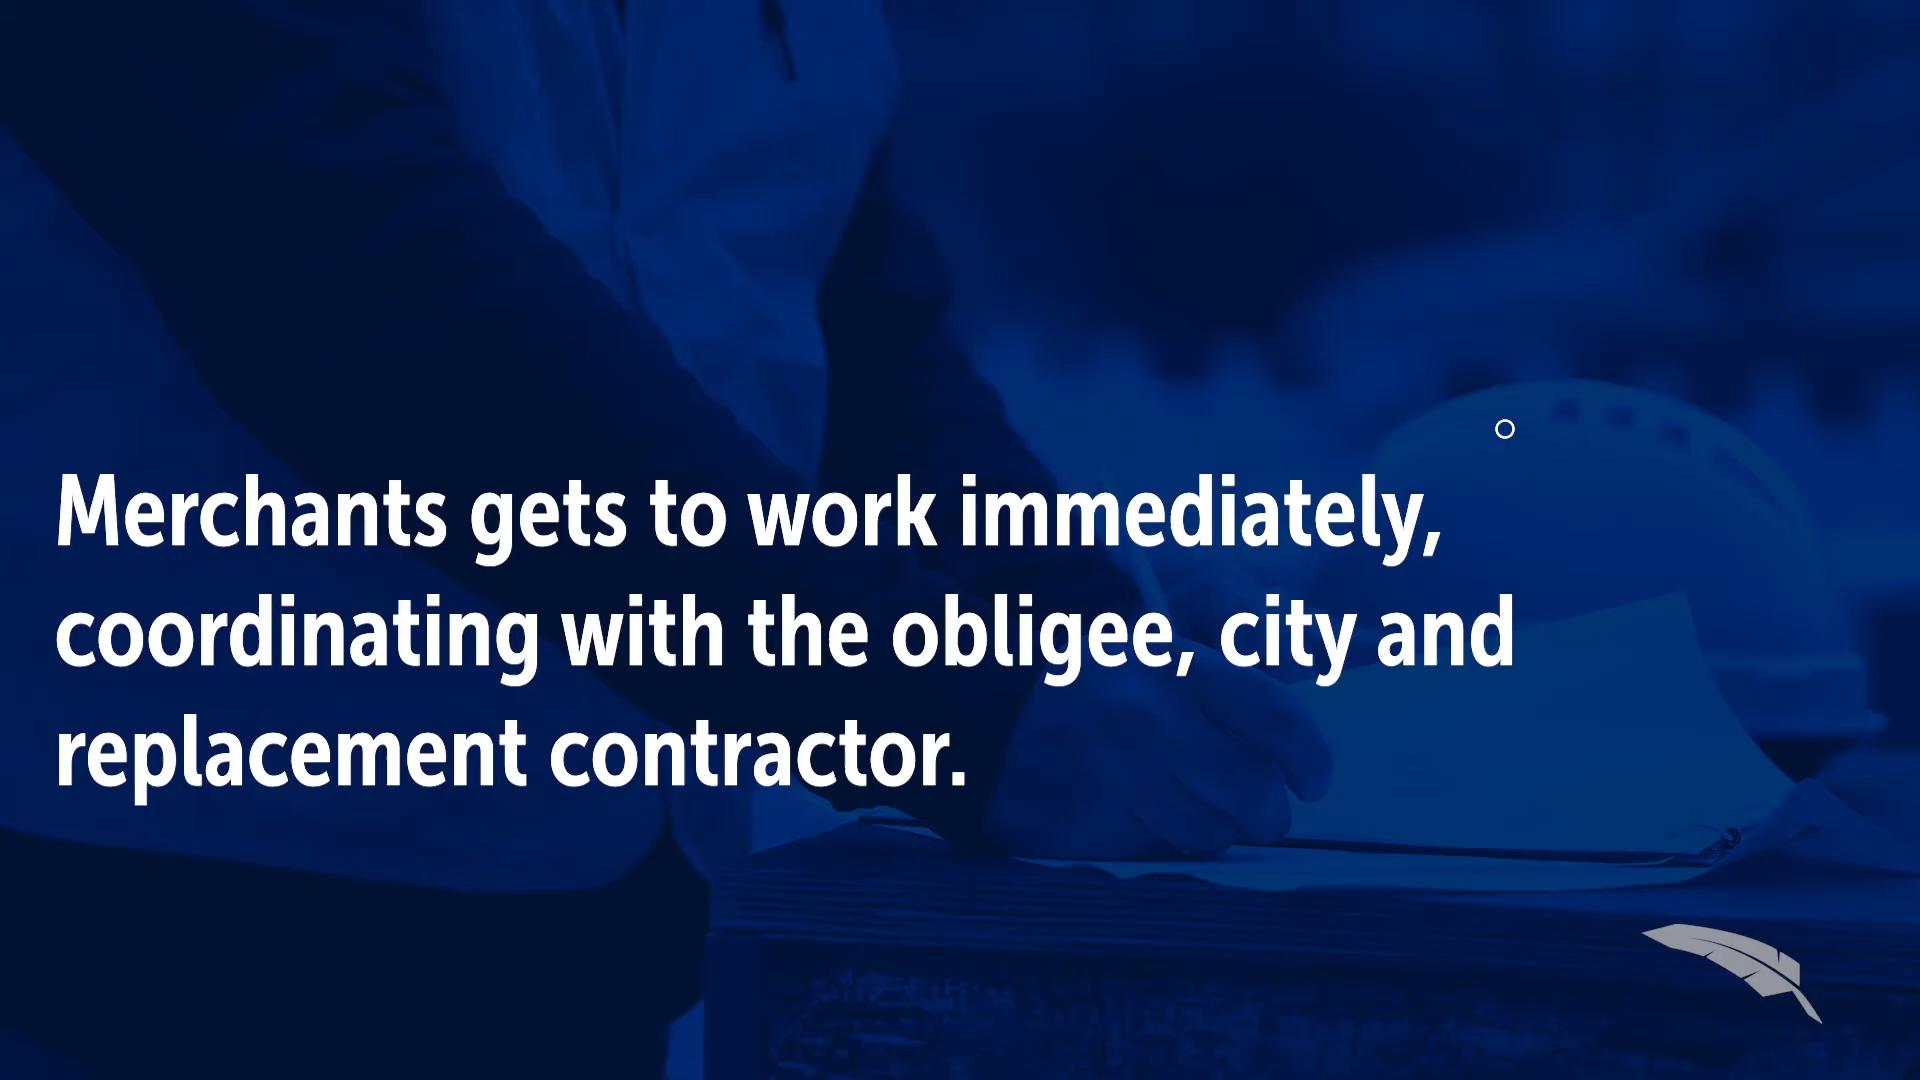 Merchants gets to work immediately,
coordinating with the obligee, city and
replacement contractor.